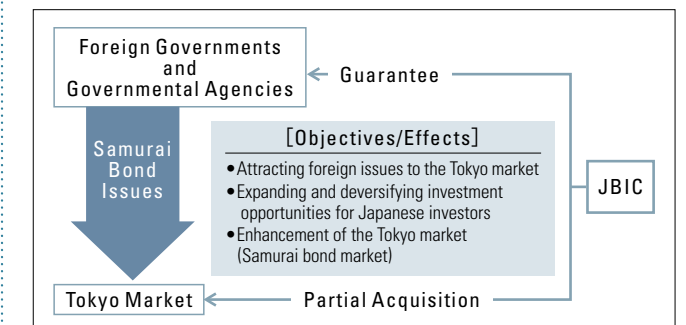 Foreign Governments
and
Governmental Agencies
Guarantee
Samurai
Bond
Issues
[Objectives/Effects]
•Attracting foreign issues to the Tokyo market
•Expanding and deversifying investment
opportunities for Japanese investors
•Enhancement of the Tokyo market
(Samurai bond market)
JBIC
Tokyo Market
Partial Acquisition